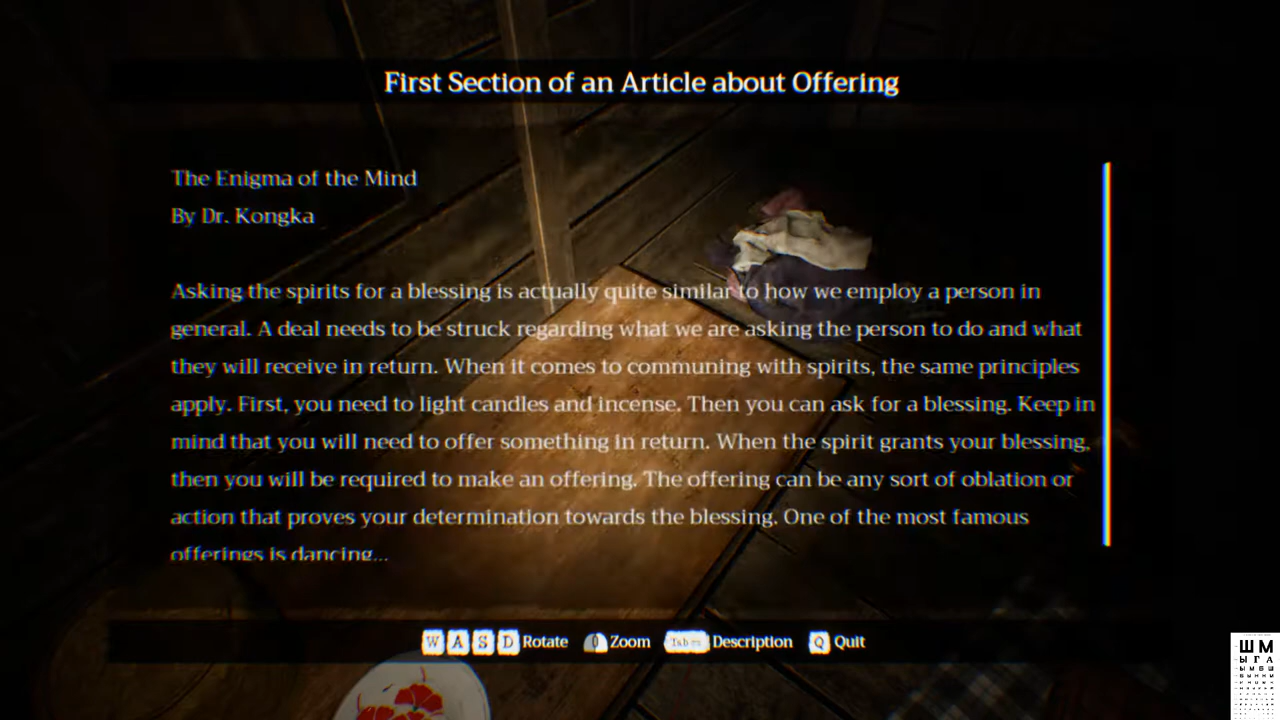 First Section of an Article about Offering
The Enigma of the Mind
By Dr. Kongka
Asking the spirits for a blessing is actually quite similar to how we employ a person in
general. A deal needs to be struck regarding what we are asking the person to do and what
they will receive in return. When it comes to communing with spirits, the same principles
apply. First, you need to light candles and incense. Then you can ask for a blessing. Keep in
mind that you will need to offer something in return. When the spirit grants your blessing,
then you will be required to make an offering. The offering can be any sort of oblation or
action that proves your determination towards the blessing. One of the most famous
offerings is dancing...
W A S D Rotate Zoom Tab Description Q Quit
Ш М
Ы Г А
Ы М Б Ш
Б Ы Н К И